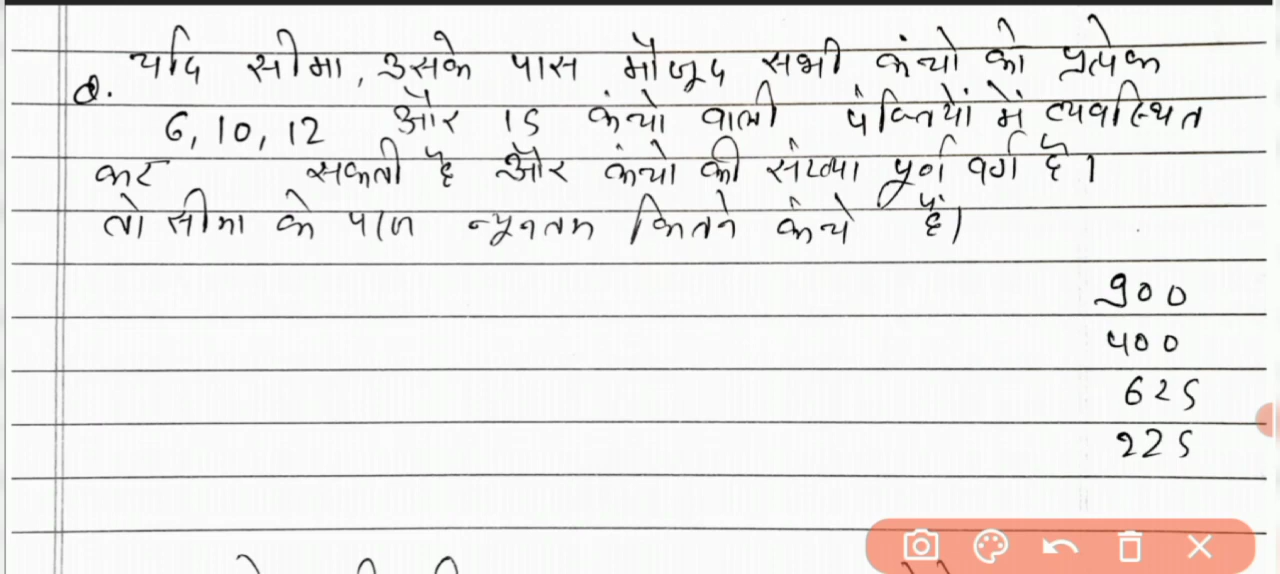 यदि सीमा, उसके पास मौजूद सभी कंचो को प्रत्येक
Q. 6, 10, 12 और 15 कंचो वाली पंक्तियों में व्यवस्थित
कर सकती है और कंचो की संख्या पूर्ण वर्ग है।
तो सीमा के पास न्यूनतम कितने कंचे हैं।
900
400
625
225